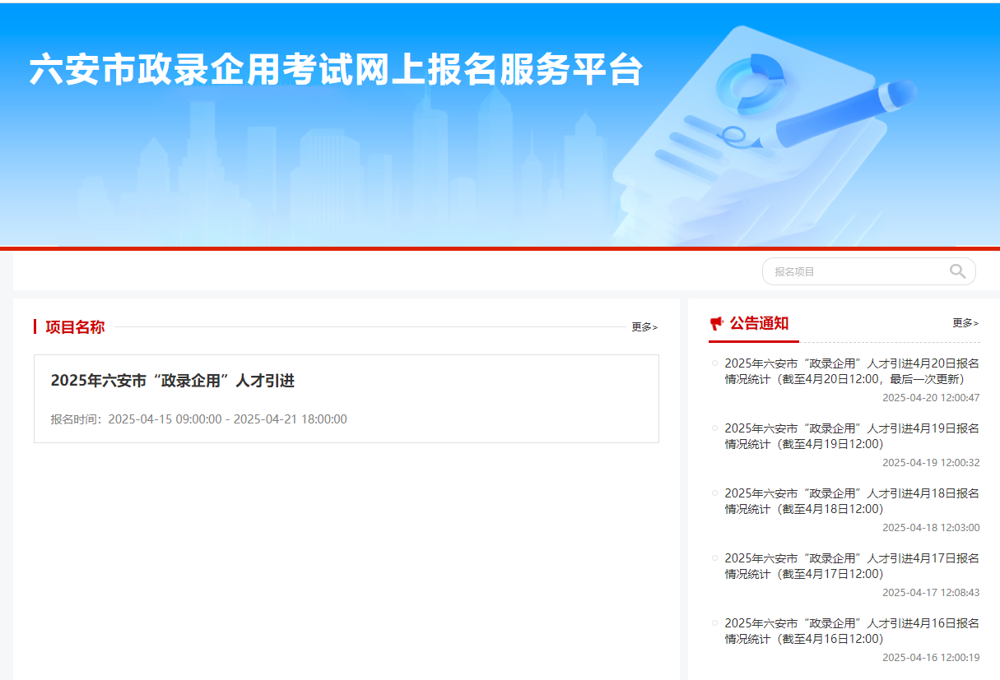 六安市政录企用考试网上报名服务平台
报名项目
项目名称
更多>
2025年六安市“政录企用”人才引进
报名时间：2025-04-15 09:00:00 - 2025-04-21 18:00:00
公告通知
更多>
2025年六安市“政录企用”人才引进4月20日报名
情况统计（截至4月20日12:00，最后一次更新）
2025-04-20 12:00:47
2025年六安市“政录企用”人才引进4月19日报名
情况统计（截至4月19日12:00）
2025-04-19 12:00:32
2025年六安市“政录企用”人才引进4月18日报名
情况统计（截至4月18日12:00）
2025-04-18 12:03:00
2025年六安市“政录企用”人才引进4月17日报名
情况统计（截至4月17日12:00）
2025-04-17 12:08:43
2025年六安市“政录企用”人才引进4月16日报名
情况统计（截至4月16日12:00）
2025-04-16 12:00:19